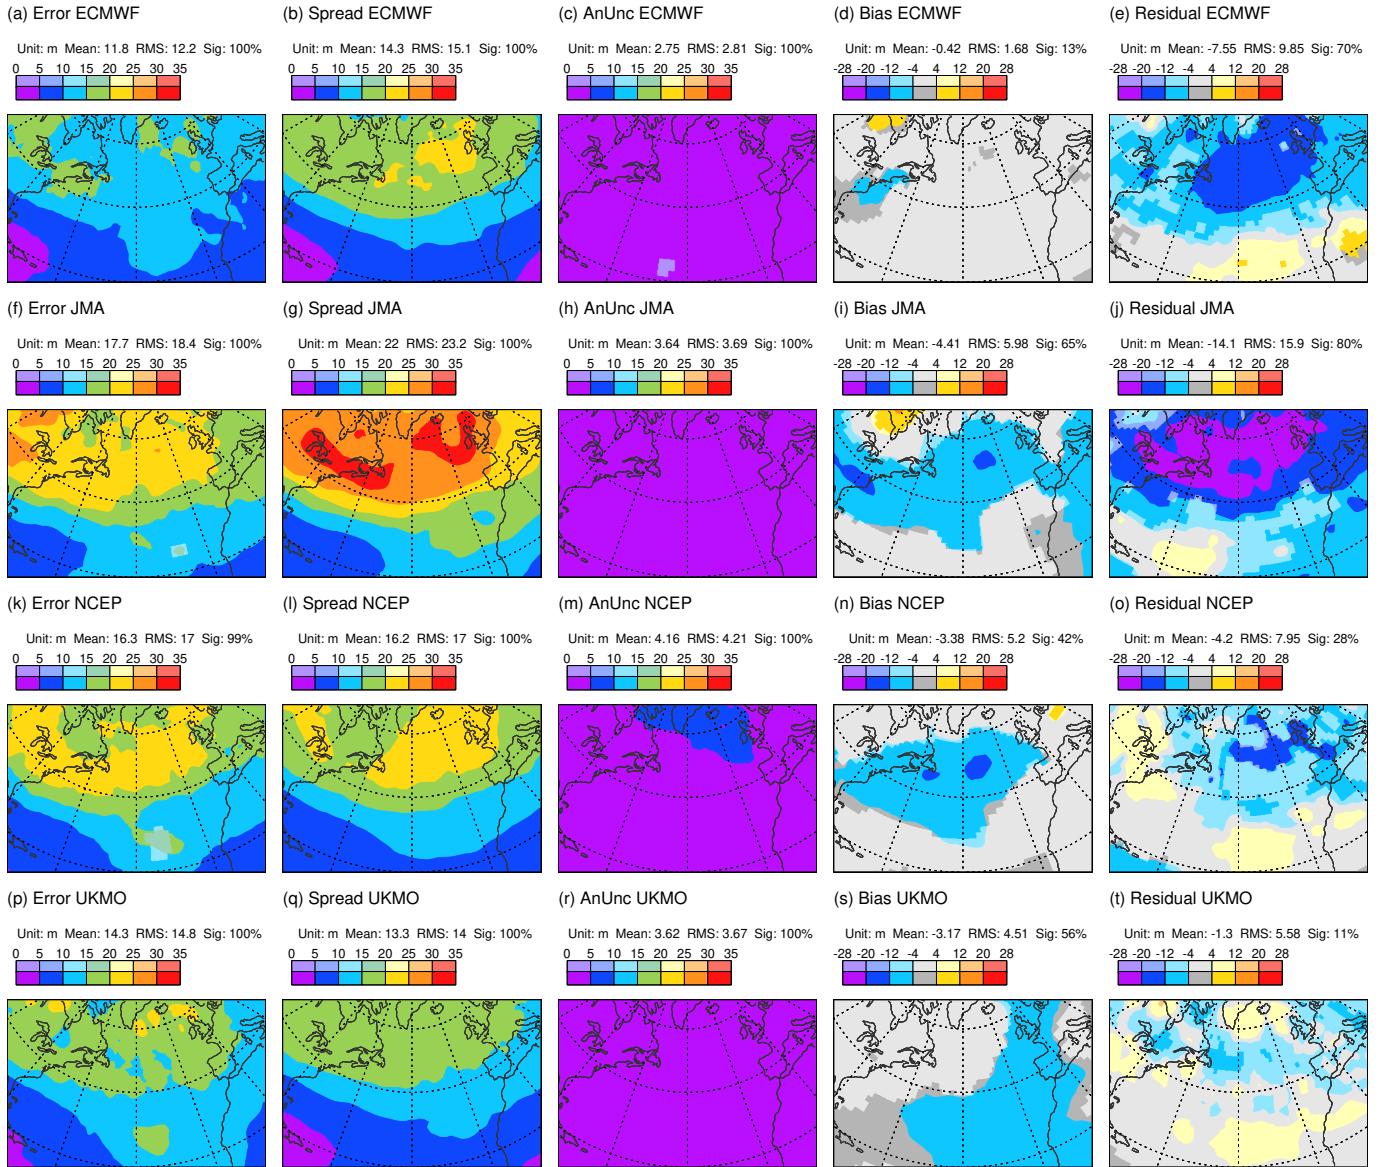 (a) Error ECMWF (b) Spread ECMWF (c) AnUnc ECMWF (d) Bias ECMWF (e) Residual ECMWF
Unit: m Mean: 11.8 RMS: 12.2 Sig: 100% Unit: m Mean: 14.3 RMS: 15.1 Sig: 100% Unit: m Mean: 2.75 RMS: 2.81 Sig: 100% Unit: m Mean: -0.42 RMS: 1.68 Sig: 13% Unit: m Mean: -7.55 RMS: 9.85 Sig: 70%
0 5 10 15 20 25 30 35 0 5 10 15 20 25 30 35 0 5 10 15 20 25 30 35 -28 -20 -12 -4 4 12 20 28 -28 -20 -12 -4 4 12 20 28
(f) Error JMA (g) Spread JMA (h) AnUnc JMA (i) Bias JMA (j) Residual JMA
Unit: m Mean: 17.7 RMS: 18.4 Sig: 100% Unit: m Mean: 22 RMS: 23.2 Sig: 100% Unit: m Mean: 3.64 RMS: 3.69 Sig: 100% Unit: m Mean: -4.41 RMS: 5.98 Sig: 65% Unit: m Mean: -14.1 RMS: 15.9 Sig: 80%
0 5 10 15 20 25 30 35 0 5 10 15 20 25 30 35 0 5 10 15 20 25 30 35 -28 -20 -12 -4 4 12 20 28 -28 -20 -12 -4 4 12 20 28
(k) Error NCEP (l) Spread NCEP (m) AnUnc NCEP (n) Bias NCEP (o) Residual NCEP
Unit: m Mean: 16.3 RMS: 17 Sig: 99% Unit: m Mean: 16.2 RMS: 17 Sig: 100% Unit: m Mean: 4.16 RMS: 4.21 Sig: 100% Unit: m Mean: -3.38 RMS: 5.2 Sig: 42% Unit: m Mean: -4.2 RMS: 7.95 Sig: 28%
0 5 10 15 20 25 30 35 0 5 10 15 20 25 30 35 0 5 10 15 20 25 30 35 -28 -20 -12 -4 4 12 20 28 -28 -20 -12 -4 4 12 20 28
(p) Error UKMO (q) Spread UKMO (r) AnUnc UKMO (s) Bias UKMO (t) Residual UKMO
Unit: m Mean: 14.3 RMS: 14.8 Sig: 100% Unit: m Mean: 13.3 RMS: 14 Sig: 100% Unit: m Mean: 3.62 RMS: 3.67 Sig: 100% Unit: m Mean: -3.17 RMS: 4.51 Sig: 56% Unit: m Mean: -1.3 RMS: 5.58 Sig: 11%
0 5 10 15 20 25 30 35 0 5 10 15 20 25 30 35 0 5 10 15 20 25 30 35 -28 -20 -12 -4 4 12 20 28 -28 -20 -12 -4 4 12 20 28